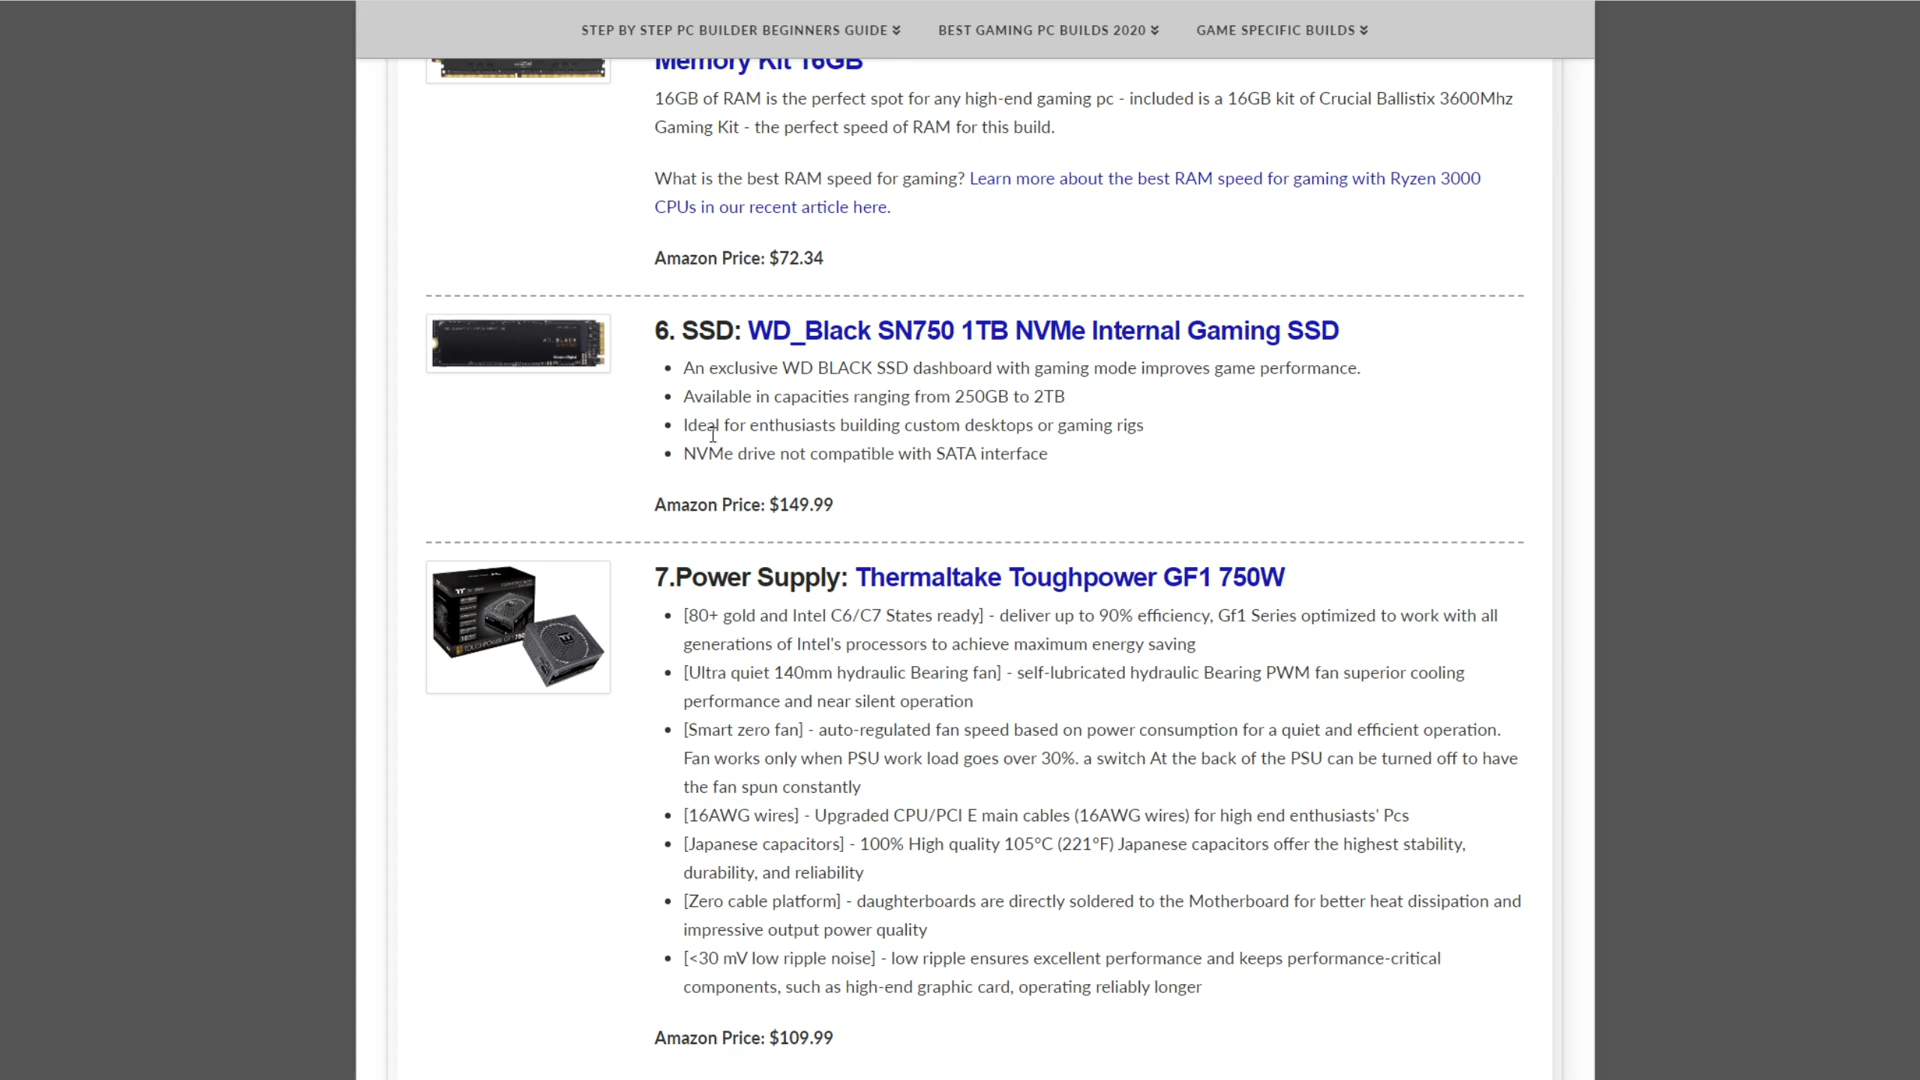 STEP BY STEP PC BUILDER BEGINNERS GUIDE BEST GAMING PC BUILDS 2020 GAME SPECIFIC BUILDS
Memory Kit 16GB
16GB of RAM is the perfect spot for any high-end gaming pc - included is a 16GB kit of Crucial Ballistix 3600Mhz
Gaming Kit - the perfect speed of RAM for this build.
What is the best RAM speed for gaming? Learn more about the best RAM speed for gaming with Ryzen 3000
CPUs in our recent article here.
Amazon Price: $72.34
6. SSD: WD_Black SN750 1TB NVMe Internal Gaming SSD
• An exclusive WD BLACK SSD dashboard with gaming mode improves game performance.
• Available in capacities ranging from 250GB to 2TB
• Ideal for enthusiasts building custom desktops or gaming rigs
• NVMe drive not compatible with SATA interface
Amazon Price: $149.99
7.Power Supply: Thermaltake Toughpower GF1 750W
• [80+ gold and Intel C6/C7 States ready] - deliver up to 90% efficiency, Gf1 Series optimized to work with all
generations of Intel's processors to achieve maximum energy saving
• [Ultra quiet 140mm hydraulic Bearing fan] - self-lubricated hydraulic Bearing PWM fan superior cooling
performance and near silent operation
• [Smart zero fan] - auto-regulated fan speed based on power consumption for a quiet and efficient operation.
Fan works only when PSU work load goes over 30%. a switch At the back of the PSU can be turned off to have
the fan spun constantly
• [16AWG wires] - Upgraded CPU/PCI E main cables (16AWG wires) for high end enthusiasts' Pcs
• [Japanese capacitors] - 100% High quality 105°C (221°F) Japanese capacitors offer the highest stability,
durability, and reliability
• [Zero cable platform] - daughterboards are directly soldered to the Motherboard for better heat dissipation and
impressive output power quality
• [<30 mV low ripple noise] - low ripple ensures excellent performance and keeps performance-critical
components, such as high-end graphic card, operating reliably longer
Amazon Price: $109.99